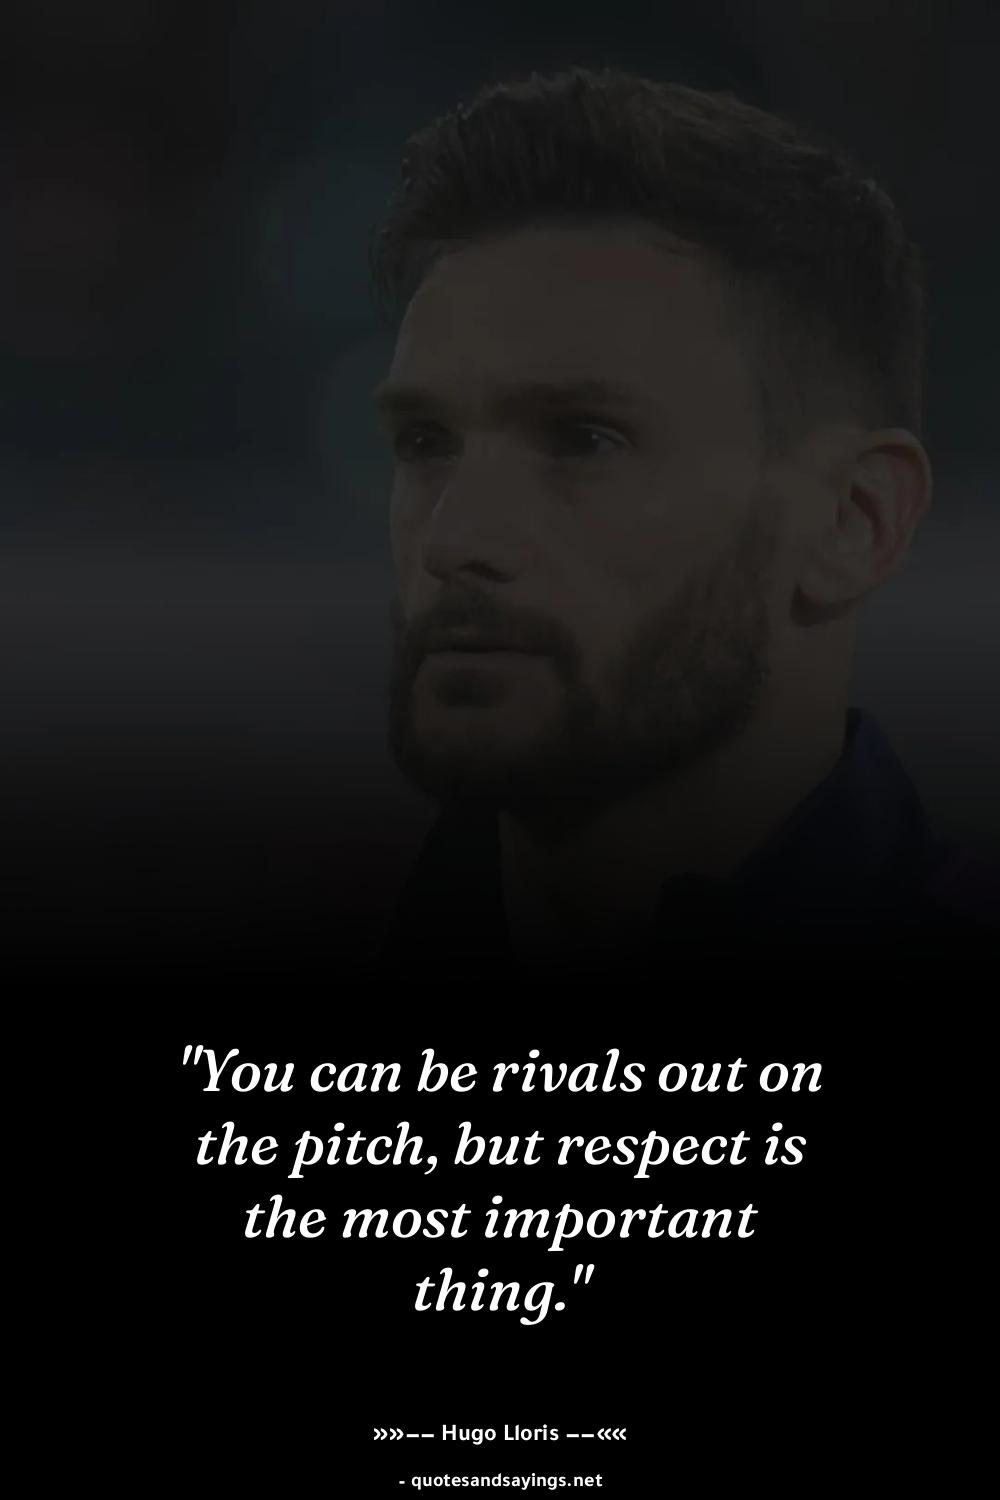 "You can be rivals out on
the pitch, but respect is
the most important
thing."
»»−− Hugo Lloris −−««
- quotesandsayings.net